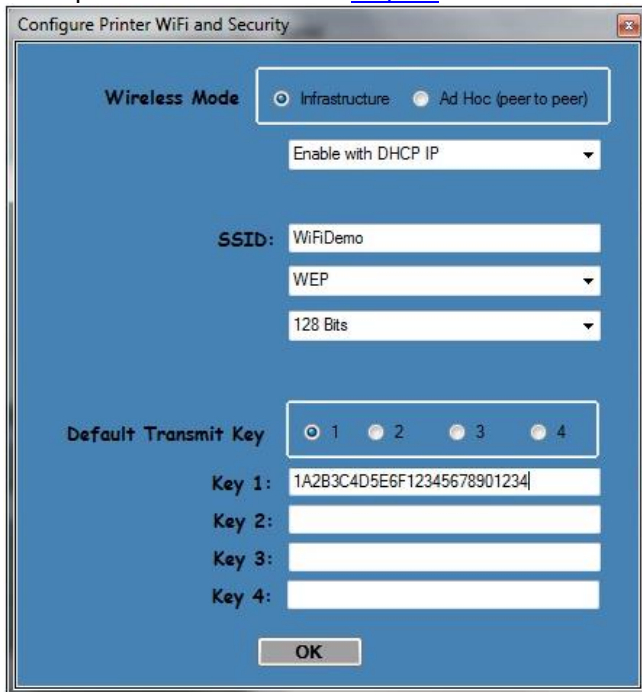 Configure Printer WiFi and Security
Wireless Mode Infrastructure Ad Hoc (peer to peer)
Enable with DHCP IP
SSID: WiFiDemo
WEP
128 Bits
Default Transmit Key 1 2 3 4
Key 1: 1A2B3C4D5E6F12345678901234
Key 2:
Key 3:
Key 4:
OK